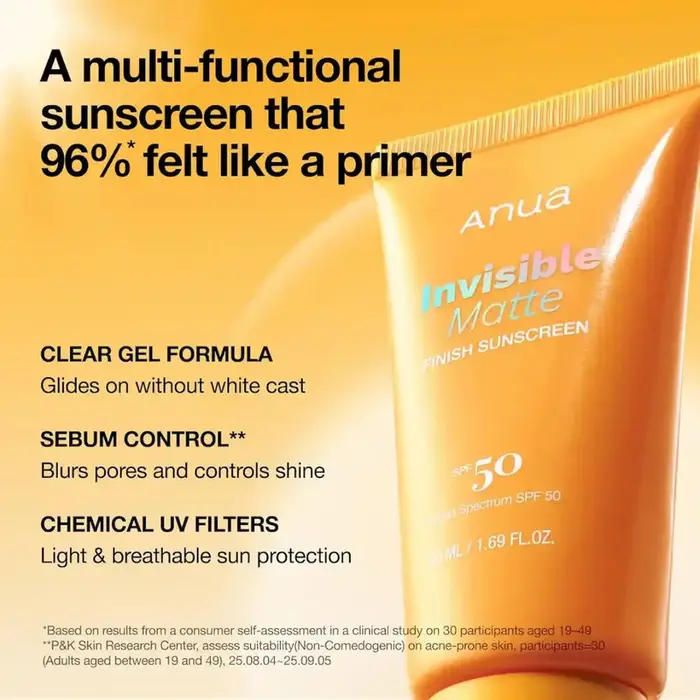 A multi-functional
sunscreen that
96%* felt like a primer
Anua
Invisible
Matte
FINISH SUNSCREEN
CLEAR GEL FORMULA
Glides on without white cast
SEBUM CONTROL**
Blurs pores and controls shine
SPF 50
Spectrum SPF 50
ML / 1.69 FL.OZ.
CHEMICAL UV FILTERS
Light & breathable sun protection
*Based on results from a consumer self-assessment in a clinical study on 30 participants aged 19–49
**P&K Skin Research Center, assess suitability(Non-Comedogenic) on acne-prone skin, participants=30
(Adults aged between 19 and 49), 25.08.04~25.09.05